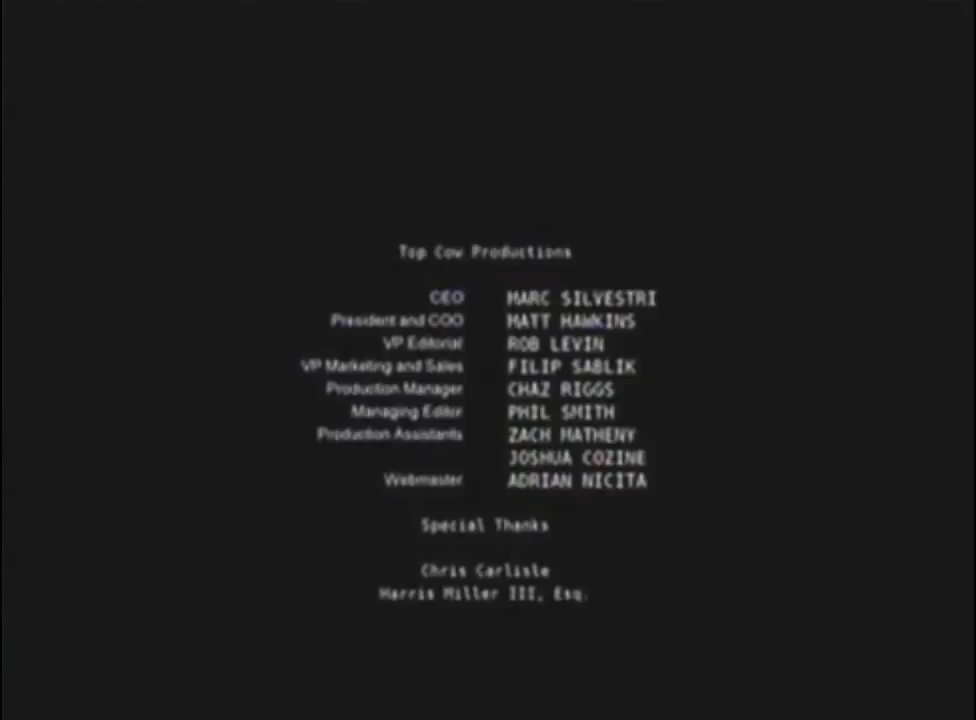 Top Cow Productions
CEO MARC SILVESTRI
President and COO MATT HAWKINS
VP Editorial ROB LEVIN
VP Marketing and Sales FILIP SABLIK
Production Manager CHAZ RIGGS
Managing Editor PHIL SMITH
Production Assistants ZACH MATHENY
JOSHUA COZINE
Webmaster ADRIAN NICITA
Special Thanks
Chris Carlisle
Harris Miller III, Esq.